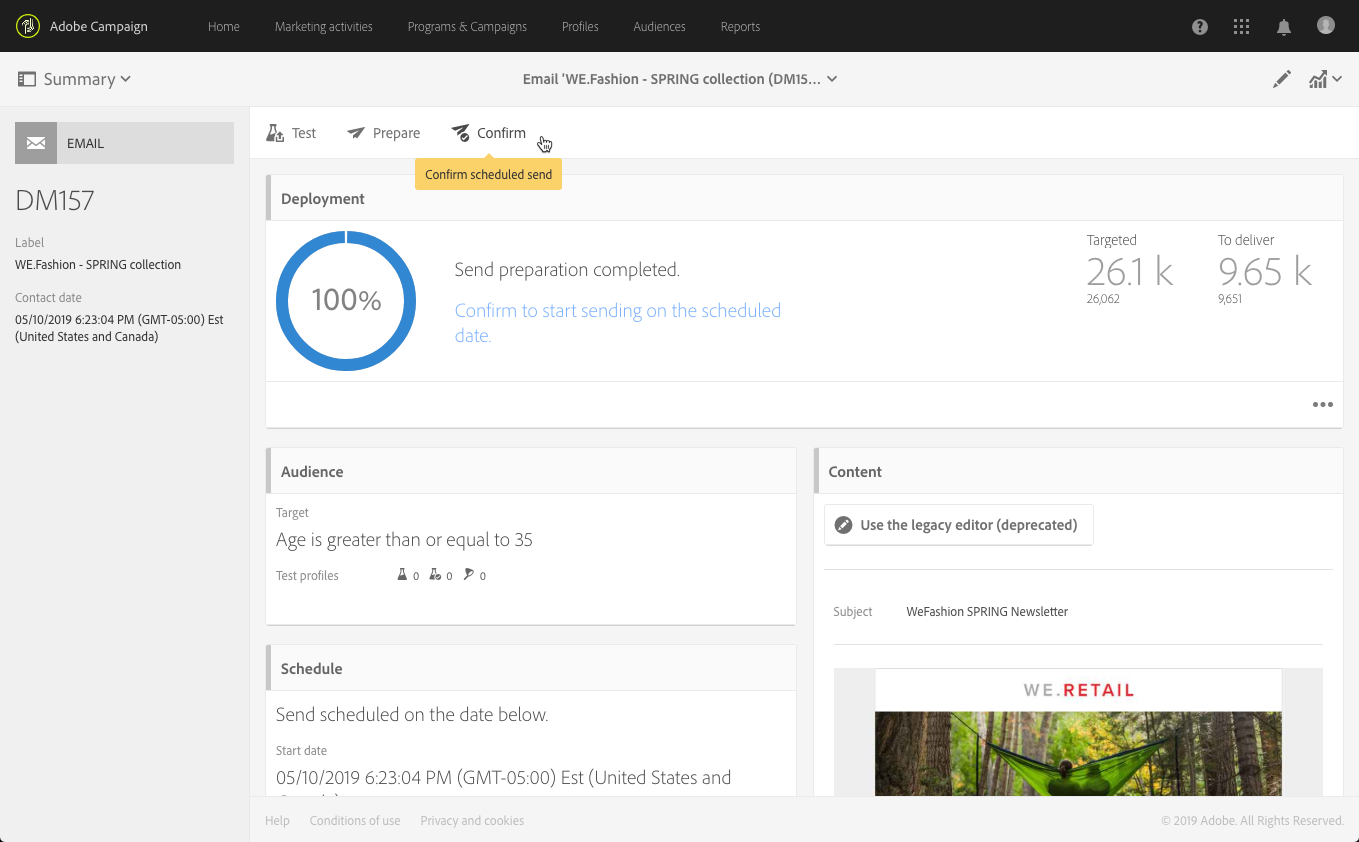 Adobe Campaign
Home
Marketing activities
Programs & Campaigns
Profiles
Audiences
Reports
Summary
Email 'WE.Fashion - SPRING collection (DM15...
EMAIL
DM157
Label
WE.Fashion - SPRING collection
Contact date
05/10/2019 6:23:04 PM (GMT-05:00) Est
(United States and Canada)
Test
Prepare
Confirm
Confirm scheduled send
Deployment
100%
Send preparation completed.
Confirm to start sending on the scheduled
date.
Targeted
26.1 k
26,062
To deliver
9.65 k
9,651
Audience
Target
Age is greater than or equal to 35
Test profiles
0
0
0
Schedule
Send scheduled on the date below.
Start date
05/10/2019 6:23:04 PM (GMT-05:00) Est (United States and
Content
Use the legacy editor (deprecated)
Subject
WeFashion SPRING Newsletter
WE.RETAIL
Help
Conditions of use
Privacy and cookies
© 2019 Adobe. All Rights Reserved.